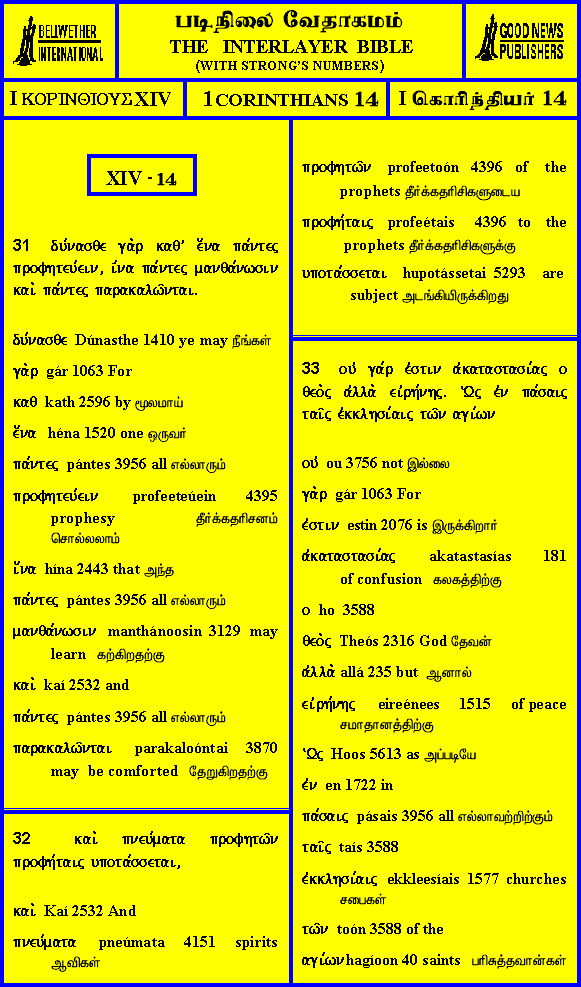 BELLWETHER
INTERNATIONAL
படிநிலை வேதாகமம்
THE INTERLAYER BIBLE
(WITH STRONG'S NUMBERS)
GOOD NEWS
PUBLISHERS
I ΚΟΡΙΝΘΙΟΥΣ XIV
1 CORINTHIANS 14
I கொரிந்தியர் 14
XIV - 14
31 δύνασθε γὰρ καθ' ἕνα πάντες
προφητεύειν, ἵνα πάντες μανθάνωσιν
καὶ πάντες παρακαλῶνται.
δύνασθε Dúnasthe 1410 ye may நீங்கள்
γὰρ gár 1063 For
καθ kath 2596 by மூலமாய்
ἕνα héna 1520 one ஒருவர்
πάντες pántes 3956 all எல்லாரும்
προφητεύειν profeeteúein 4395
prophesy தீர்க்கதரிசனம்
சொல்லலாம்
ἵνα hína 2443 that அந்த
πάντες pántes 3956 all எல்லாரும்
μανθάνωσιν manthánoosin 3129 may
learn கற்கிறதற்கு
καὶ kaí 2532 and
πάντες pántes 3956 all எல்லாரும்
παρακαλῶνται parakaloóntai 3870
may be comforted தேறுகிறதற்கு
32 καὶ πνεύματα προφητῶν
προφήταις υποτάσσεται,
καὶ Kaí 2532 And
πνεύματα pneúmata 4151 spirits
ஆவிகள்
προφητῶν profeetoón 4396 of the
prophets தீர்க்கதரிசிகளுடைய
προφήταις profeétais 4396 to the
prophets தீர்க்கதரிசிகளுக்கு
υποτάσσεται hupotássetai 5293 are
subject அடங்கியிருக்கிறது
33 οὐ γάρ ἐστιν ἀκαταστασίας ο
θεὸς ἀλλὰ εἰρήνης. Ὡς ἐν πάσαις
ταῖς ἐκκλησίαις τῶν αγίων
οὐ ou 3756 not இல்லை
γὰρ gár 1063 For
ἐστιν estin 2076 is இருக்கிறார்
ἀκαταστασίας akatastasías 181
of confusion கலகத்திற்கு
ο ho 3588
θεὸς Theós 2316 God தேவன்
ἀλλὰ allá 235 but ஆனால்
εἰρήνης eireénees 1515 of peace
சமாதானத்திற்கு
Ὡς Hoos 5613 as அப்படியே
ἐν en 1722 in
πάσαις pásais 3956 all எல்லாவற்றிற்கும்
ταῖς taís 3588
ἐκκλησίαις ekkleesíais 1577 churches
சபைகள்
τῶν toón 3588 of the
αγίων hagíoon 40 saints பரிசுத்தவான்கள்